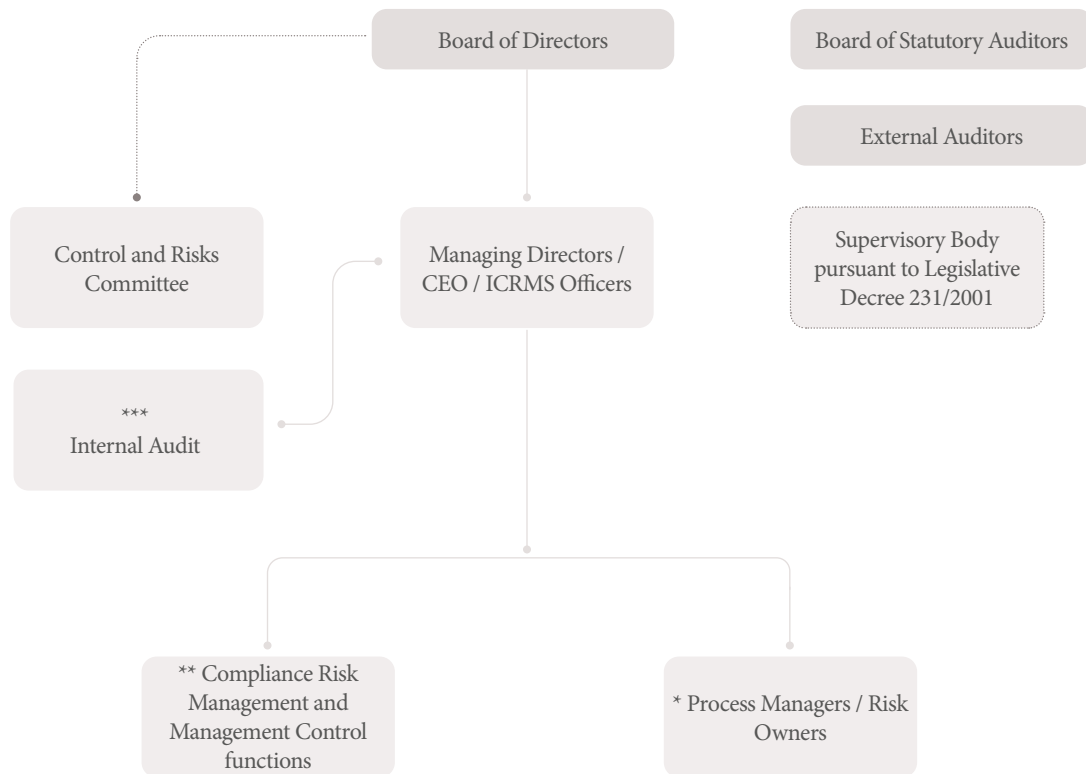 Board of Directors
Board of Statutory Auditors
External Auditors
Control and Risks
Committee
Managing Directors /
CEO / ICRMS Officers
Supervisory Body
pursuant to Legislative
Decree 231/2001
***
Internal Audit
** Compliance Risk
Management and
Management Control
functions
* Process Managers / Risk
Owners